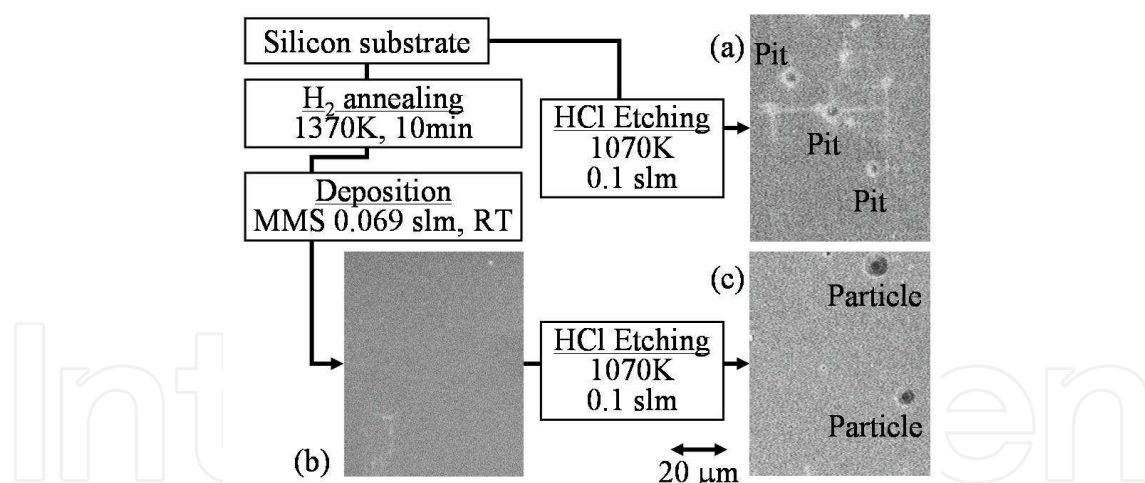 Silicon substrate
H₂ annealing
1370K, 10min
Deposition
MMS 0.069 slm, RT
HCl Etching
1070K
0.1 slm
(a)
Pit
Pit
Pit
(b)
HCl Etching
1070K
0.1 slm
(c)
Particle
Particle
20 μm
Inten